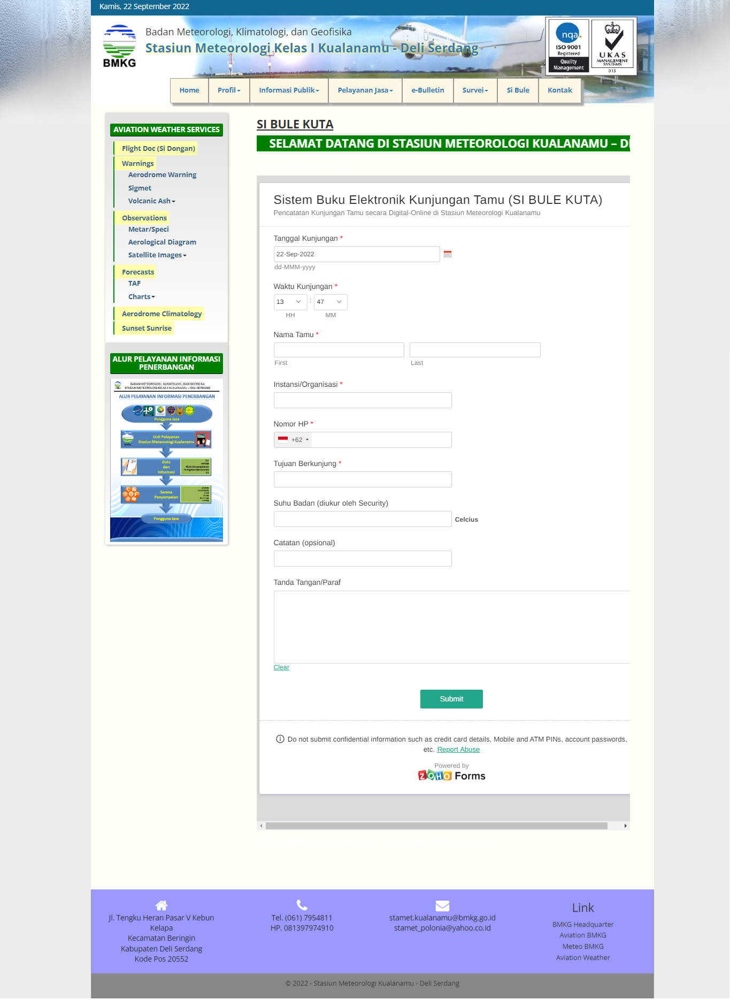 Kamis, 22 September 2022
Badan Meteorologi, Klimatologi, dan Geofisika
Stasiun Meteorologi Kelas I Kualanamu - Deli Serdang
BMKG
nqa.
ISO 9001
Registered
Quality
Management
UKAS
MANAGEMENT
SYSTEMS
015
Home
Profil
Informasi Publik
Pelayanan Jasa
e-Bulletin
Survei
Si Bule
Kontak
AVIATION WEATHER SERVICES
Flight Doc (Si Dongan)
Warnings
Aerodrome Warning
Sigmet
Volcanic Ash
Observations
Metar/Speci
Aerological Diagram
Satellite Images
Forecasts
TAF
Charts
Aerodrome Climatology
Sunset Sunrise
ALUR PELAYANAN INFORMASI
PENERBANGAN
BADAN METEOROLOGI, KLIMATOLOGI, DAN GEOFISIKA
STASIUN METEOROLOGI KELAS I KUALANAMU – DELI SERDANG
ALUR PELAYANAN INFORMASI PENERBANGAN
Pengguna Jasa
BMKG
Unit Pelayanan
Stasiun Meteorologi Kualanamu
Data
dan
Informasi
Sarana
Penyampaian
Pengguna Jasa
SI BULE KUTA
SELAMAT DATANG DI STASIUN METEOROLOGI KUALANAMU – D
Sistem Buku Elektronik Kunjungan Tamu (SI BULE KUTA)
Pencatatan Kunjungan Tamu secara Digital-Online di Stasiun Meteorologi Kualanamu
Tanggal Kunjungan *
22-Sep-2022
dd-MMM-yyyy
Waktu Kunjungan *
13 : 47
HH MM
Nama Tamu *
First Last
Instansi/Organisasi *
Nomor HP *
+62
Tujuan Berkunjung *
Suhu Badan (diukur oleh Security)
Celcius
Catatan (opsional)
Tanda Tangan/Paraf
Clear
Submit
Do not submit confidential information such as credit card details, Mobile and ATM PINs, account passwords,
etc. Report Abuse
Powered by
ZOHO Forms
Jl. Tengku Heran Pasar V Kebun
Kelapa
Kecamatan Beringin
Kabupaten Deli Serdang
Kode Pos 20552
Tel. (061) 7954811
HP. 081397974910
stamet.kualanamu@bmkg.go.id
stamet_polonia@yahoo.co.id
Link
BMKG Headquarter
Aviation BMKG
Meteo BMKG
Aviation Weather
© 2022 - Stasiun Meteorologi Kualanamu - Deli Serdang